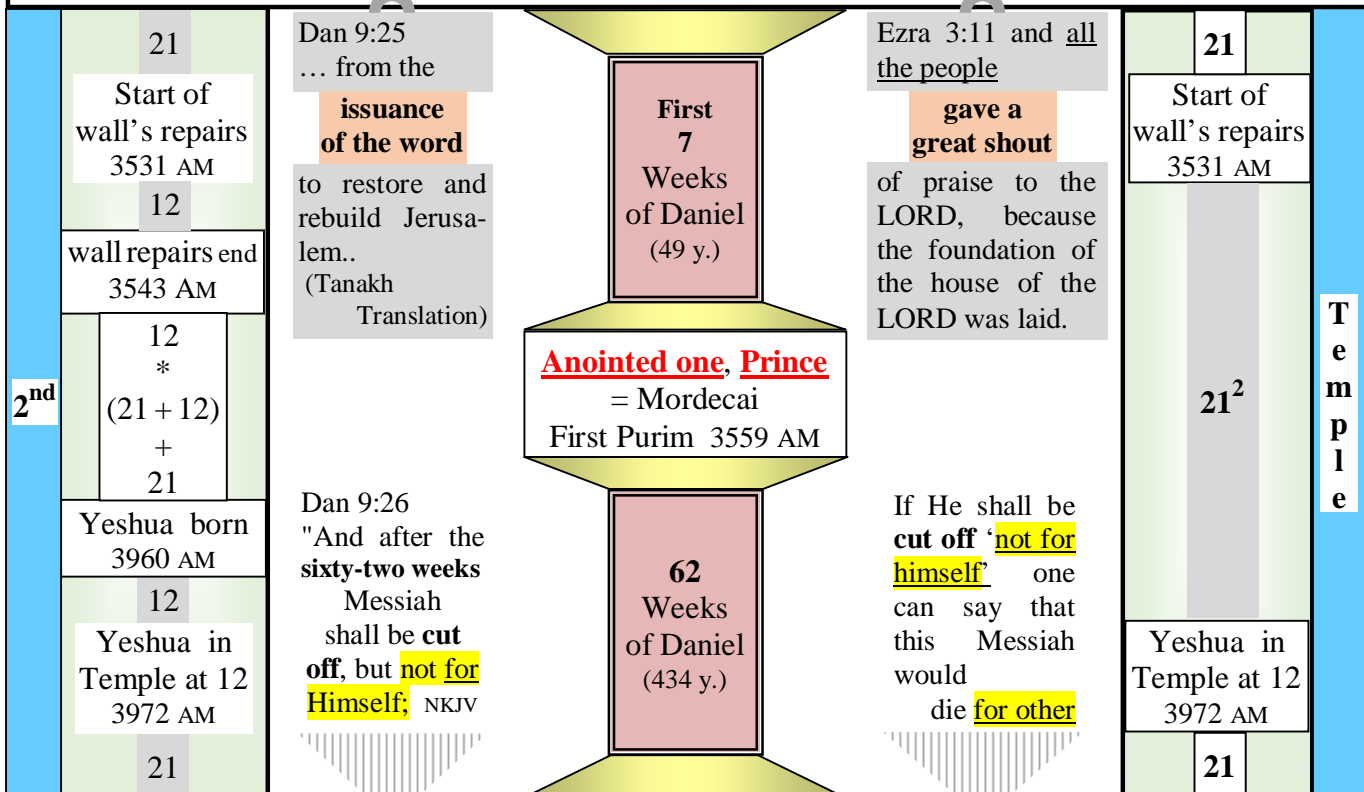 2nd
21
Start of
wall's repairs
3531 AM
12
wall repairs end
3543 AM
12
*
(21 + 12)
+
21
Yeshua born
3960 AM
12
Yeshua in
Temple at 12
3972 AM
21
Dan 9:25
… from the
issuance
of the word
to restore and
rebuild Jerusa-
lem..
(Tanakh
Translation)
Dan 9:26
"And after the
sixty-two weeks
Messiah
shall be cut
off, but not for
Himself; NKJV
First
7
Weeks
of Daniel
(49 y.)
Anointed one, Prince
= Mordecai
First Purim 3559 AM
62
Weeks
of Daniel
(434 y.)
Ezra 3:11 and all
the people
gave a
great shout
of praise to the
LORD, because
the foundation of
the house of the
LORD was laid.
If He shall be
cut off ‘not for
himself’ one
can say that
this Messiah
would
die for other
21
Start of
wall's repairs
3531 AM
21²
Yeshua in
Temple at 12
3972 AM
21
T
e
m
p
l
e